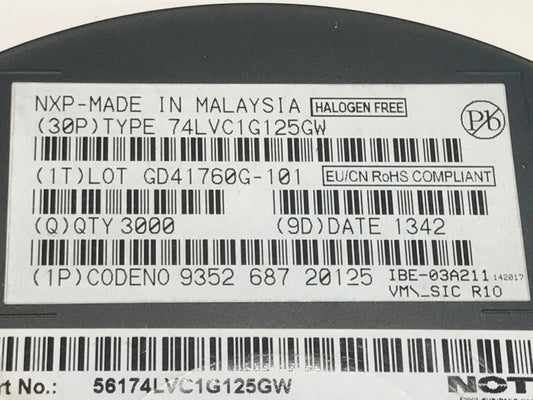 NXP-MADE IN MALAYSIA HALOGEN FREE
(30P)TYPE 74LVC1G125GW
Pb
(1T)LOT GD41760G-101 EU/CN RoHS COMPLIANT
(Q)QTY 3000 (9D)DATE 1342
(1P)CODENO 9352 687 20125 IBE-03A211 142017
VM\_SIC R10
rt No.: 56174LVC1G125GW